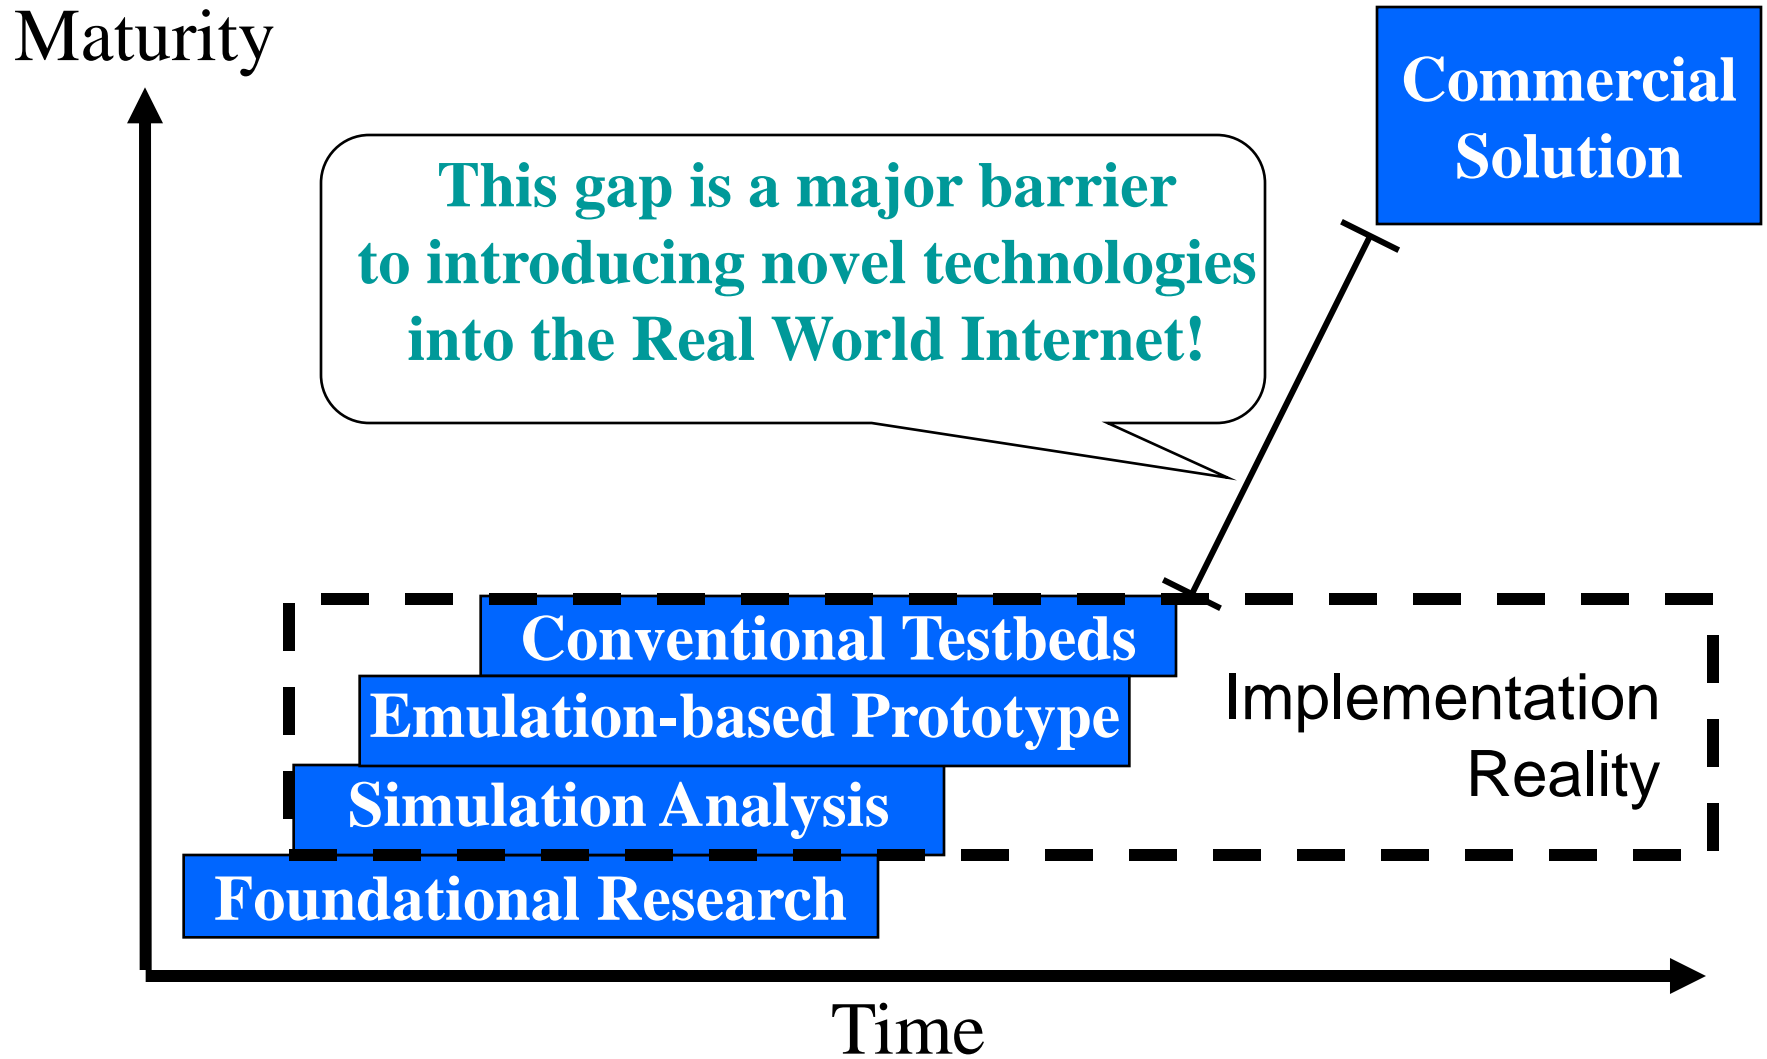 Maturity
Commercial
Solution
This gap is a major barrier
to introducing novel technologies
into the Real World Internet!
Conventional Testbeds
Emulation-based Prototype
Simulation Analysis
Foundational Research
Implementation
Reality
Time